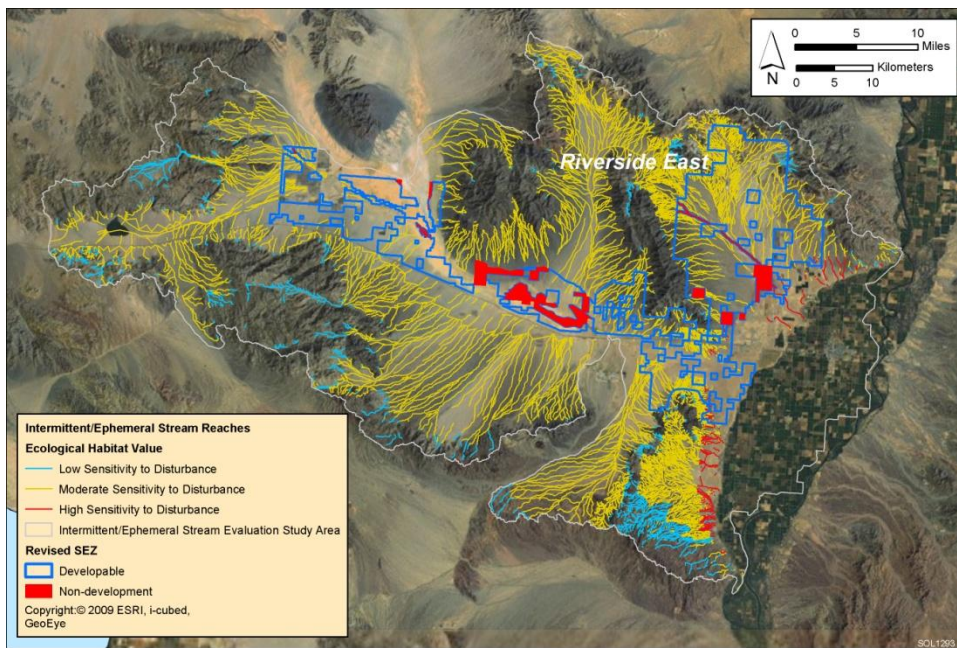 0 5 10
Miles
Kilometers
0 5 10
N
Riverside East
Intermittent/Ephemeral Stream Reaches
Ecological Habitat Value
Low Sensitivity to Disturbance
Moderate Sensitivity to Disturbance
High Sensitivity to Disturbance
Intermittent/Ephemeral Stream Evaluation Study Area
Revised SEZ
Developable
Non-development
Copyright:© 2009 ESRI, i-cubed,
GeoEye
SOL1293